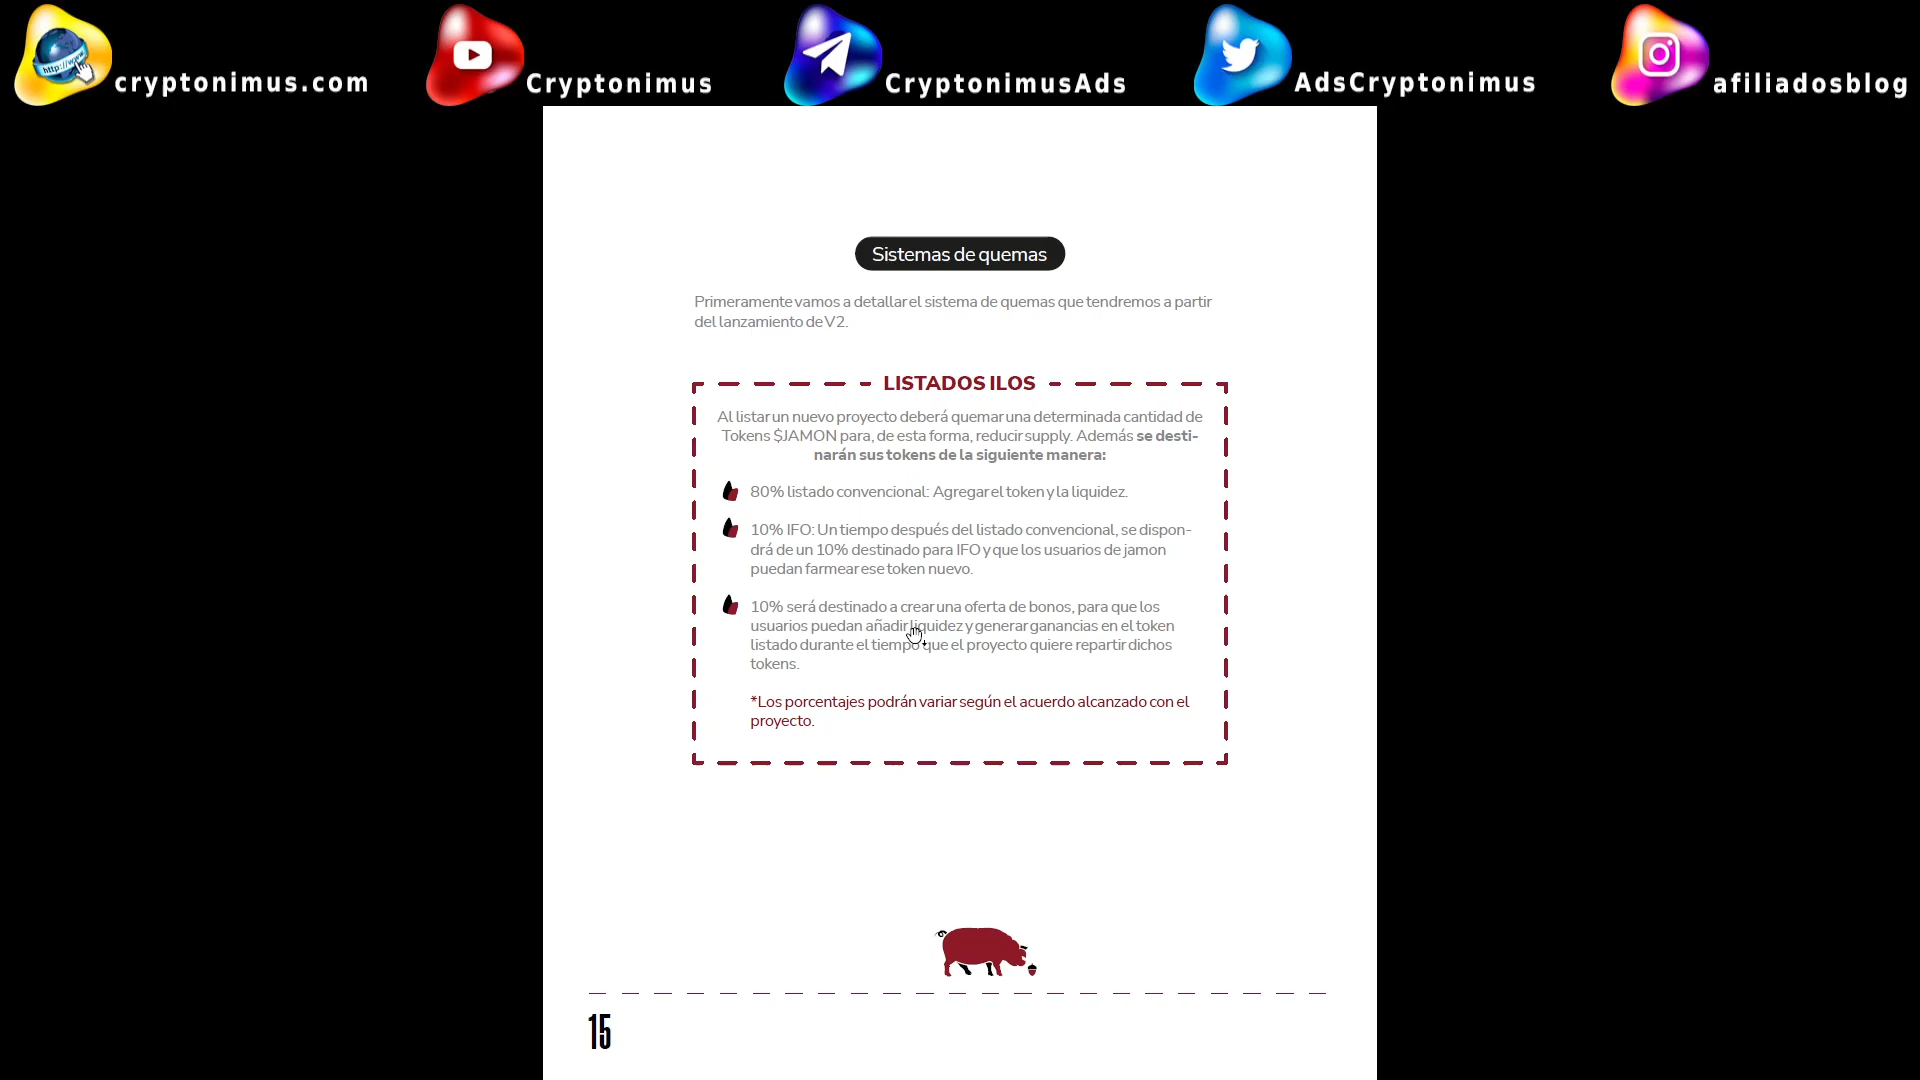 http://www
cryptonimus.com
Cryptonimus
CryptonimusAds
AdsCryptonimus
afiliadosblog
Sistemas de quemas
Primeramente vamos a detallar el sistema de quemas que tendremos a partir
del lanzamiento de V2.
LISTADOS ILOS
Al listar un nuevo proyecto deberá quemar una determinada cantidad de
Tokens $JAMON para, de esta forma, reducir supply. Además se desti-
narán sus tokens de la siguiente manera:
80% listado convencional: Agregar el token y la liquidez.
10% IFO: Un tiempo después del listado convencional, se dispon-
drá de un 10% destinado para IFO y que los usuarios de jamon
puedan farmear ese token nuevo.
10% será destinado a crear una oferta de bonos, para que los
usuarios puedan añadir liquidez y generar ganancias en el token
listado durante el tiempo que el proyecto quiere repartir dichos
tokens.
*Los porcentajes podrán variar según el acuerdo alcanzado con el
proyecto.
15